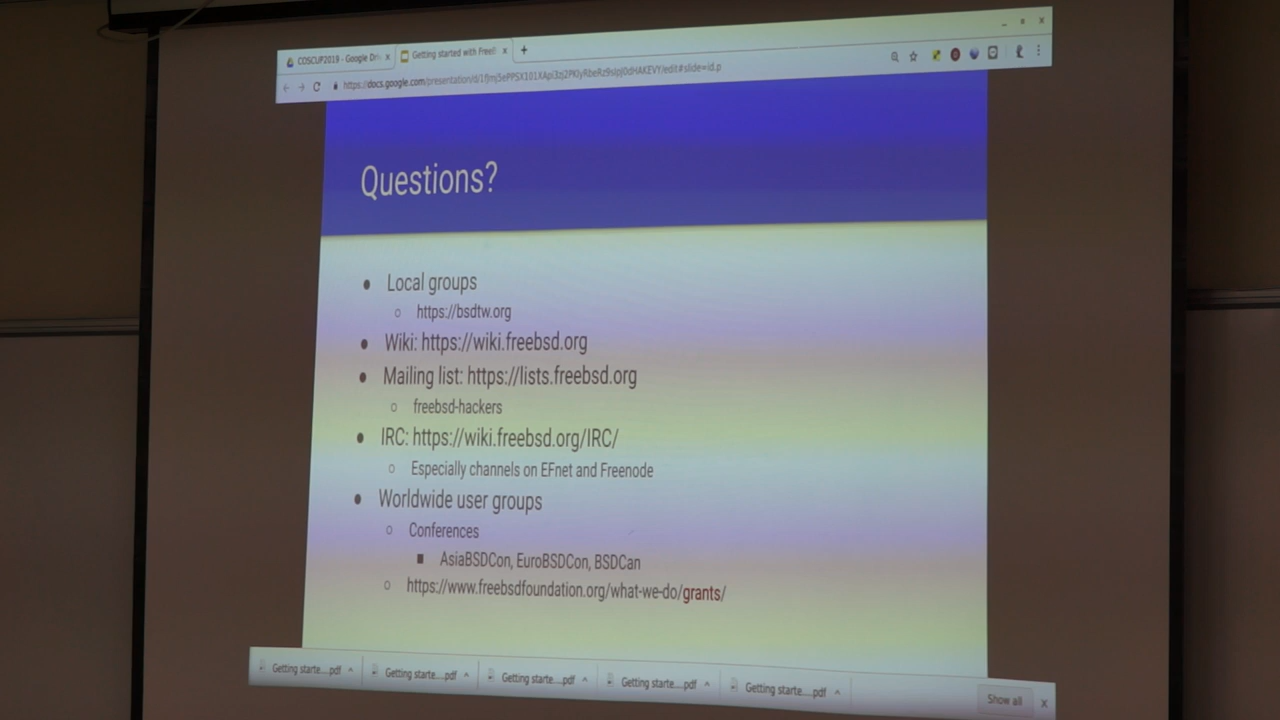 COSCUP2019 - Google Dri
Getting started with FreeB
https://docs.google.com/presentation/d/
Questions?
Local groups
https://bsdtw.org
Wiki: https://wiki.freebsd.org
Mailing list: https://lists.freebsd.org
freebsd-hackers
IRC: https://wiki.freebsd.org/IRC/
Especially channels on EFnet and Freenode
Worldwide user groups
Conferences
AsiaBSDCon, EuroBSDCon, BSDCan
https://www.freebsdfoundation.org/what-we-do/grants/
Getting starte....pdf
Getting starte....pdf
Getting starte....pdf
Getting starte....pdf
Getting starte....pdf
Show all